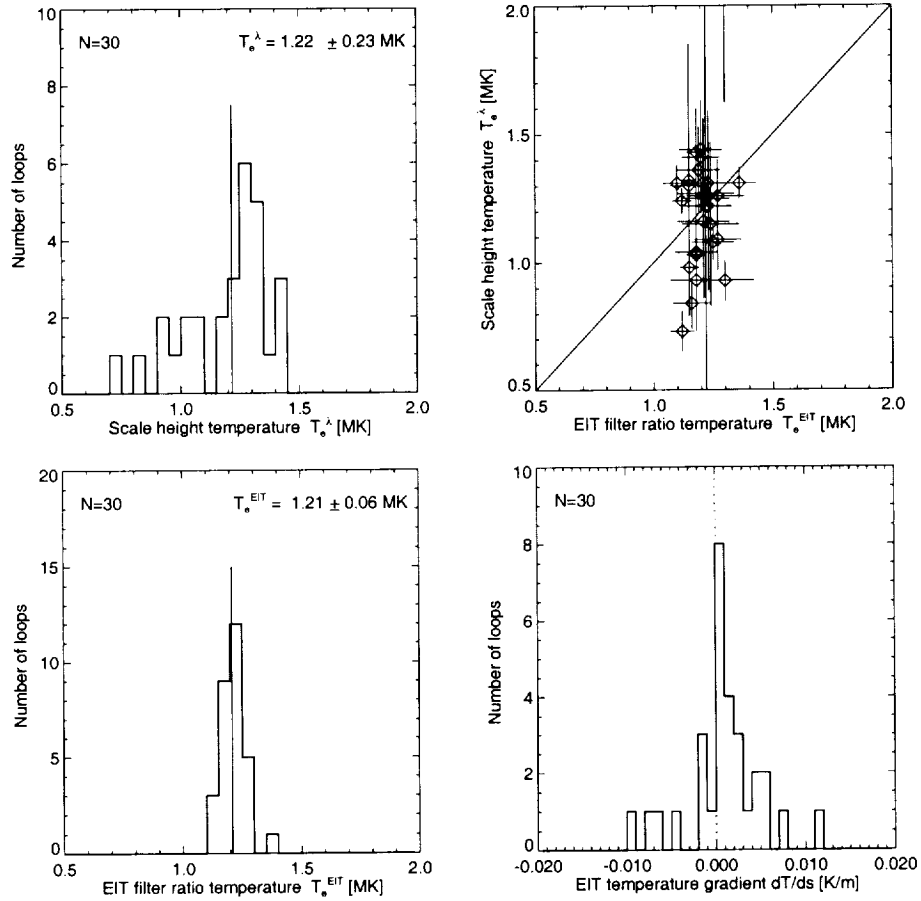 N=30
T_e^λ = 1.22 ± 0.23 MK
Number of loops
10
8
6
4
2
0
0.5 1.0 1.5 2.0
Scale height temperature T_e^λ [MK]
Scale height temperature T_e^λ [MK]
2.0
1.5
1.0
0.5
0.5 1.0 1.5 2.0
EIT filter ratio temperature T_e^EIT [MK]
N=30
T_e^EIT = 1.21 ± 0.06 MK
Number of loops
20
15
10
5
0
0.5 1.0 1.5 2.0
EIT filter ratio temperature T_e^EIT [MK]
N=30
Number of loops
10
8
6
4
2
0
-0.020 -0.010 0.000 0.010 0.020
EIT temperature gradient dT/ds [K/m]